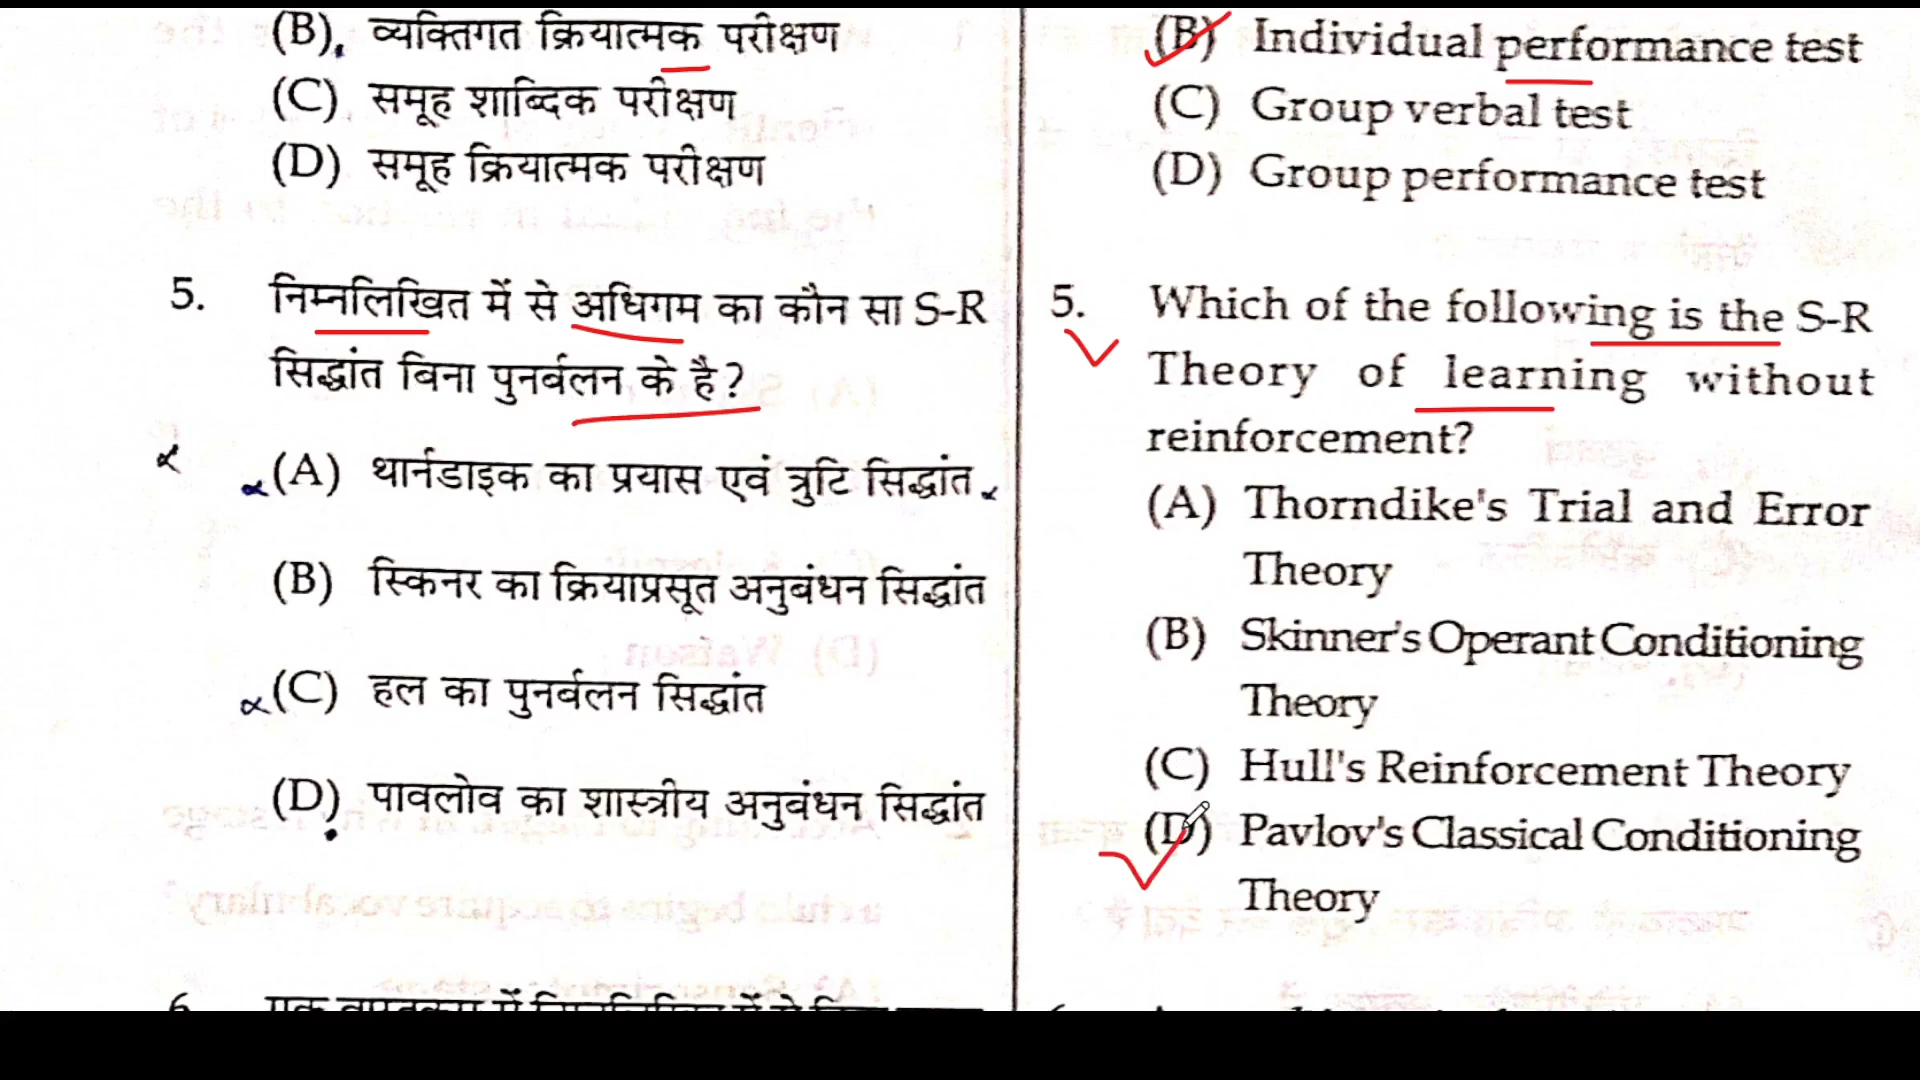 (B) व्यक्तिगत क्रियात्मक परीक्षण
(C) समूह शाब्दिक परीक्षण
(D) समूह क्रियात्मक परीक्षण
5. निम्नलिखित में से अधिगम का कौन सा S-R
सिद्धांत बिना पुनर्वलन के है?
(A) थार्नडाइक का प्रयास एवं त्रुटि सिद्धांत
(B) स्किनर का क्रियाप्रसूत अनुबंधन सिद्धांत
(C) हल का पुनर्वलन सिद्धांत
(D) पावलोव का शास्त्रीय अनुबंधन सिद्धांत
(B) Individual performance test
(C) Group verbal test
(D) Group performance test
5. Which of the following is the S-R
Theory of learning without
reinforcement?
(A) Thorndike's Trial and Error
Theory
(B) Skinner's Operant Conditioning
Theory
(C) Hull's Reinforcement Theory
(D) Pavlov's Classical Conditioning
Theory